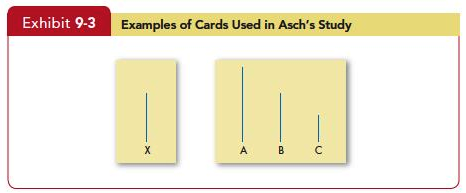 Exhibit 9-3 Examples of Cards Used in Asch's Study
X A B C